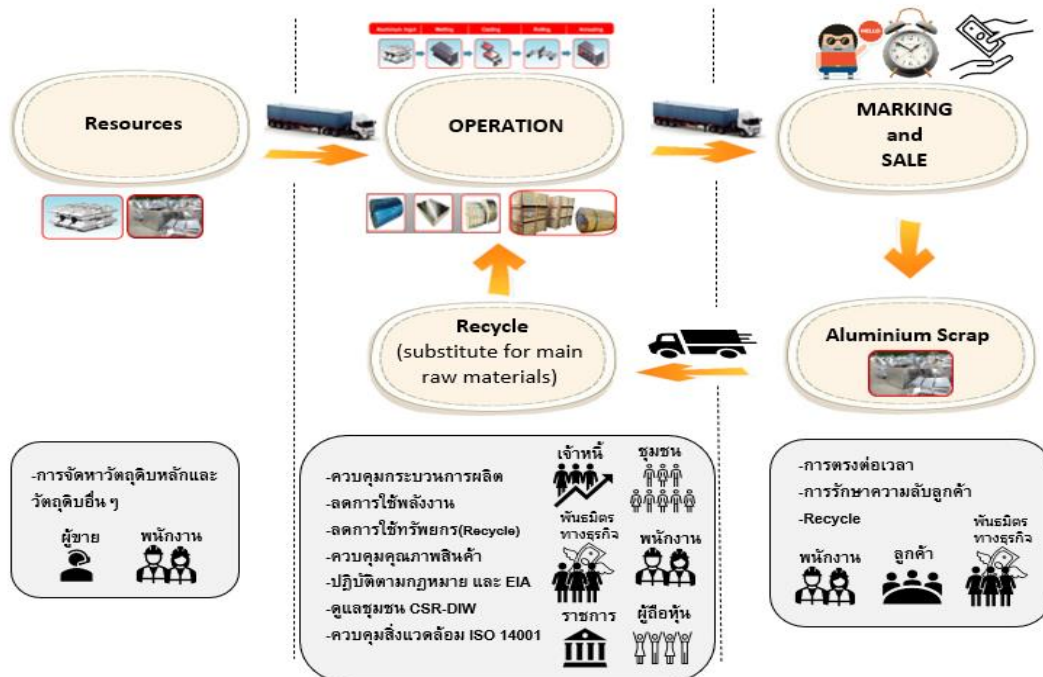 Aluminium Ingot Melting Casting Rolling Annealing
HELLO
Resources
OPERATION
MARKING
and
SALE
Recycle
(substitute for main
raw materials)
Aluminium Scrap
-การจัดหาวัตถุดิบหลักและ
วัตถุดิบอื่น ๆ
ผู้ขาย
พนักงาน
-ควบคุมกระบวนการผลิต
-ลดการใช้พลังงาน
-ลดการใช้ทรัพยกร(Recycle)
-ควบคุมคุณภาพสินค้า
-ปฏิบัติตามกฎหมาย และ EIA
-ดูแลชุมชน CSR-DIW
-ควบคุมสิ่งแวดล้อม ISO 14001
เจ้าหนี้
ชุมชน
พันธมิตร
ทางธุรกิจ
พนักงาน
ราชการ
ผู้ถือหุ้น
-การตรงต่อเวลา
-การรักษาความลับลูกค้า
-Recycle
พนักงาน
ลูกค้า
พันธมิตร
ทางธุรกิจ